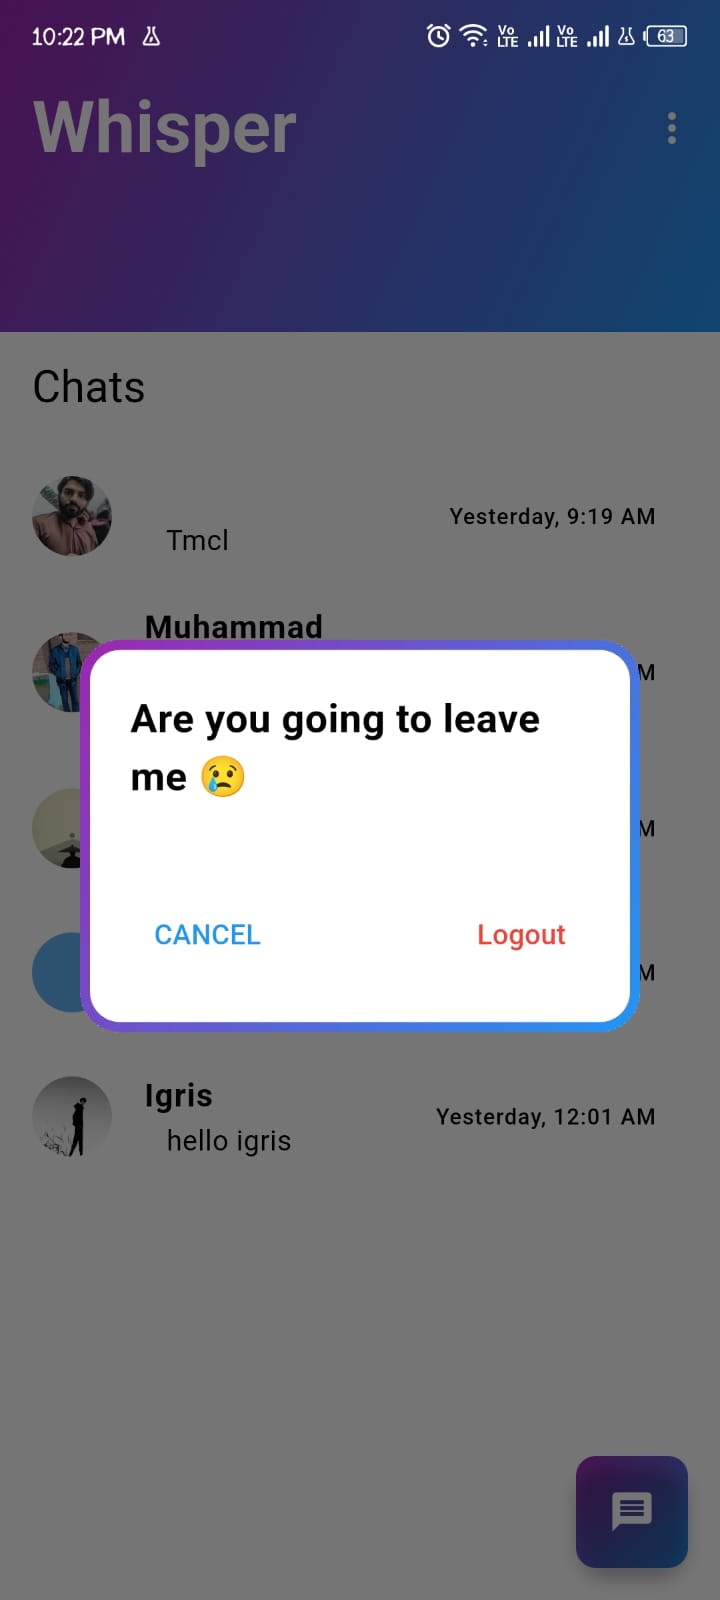 10:22 PM Vo LTE Vo LTE 63
Whisper
Chats
Yesterday, 9:19 AM
Tmcl
Muhammad
M
Are you going to leave
me 😢
M
CANCEL Logout
M
Igris
Yesterday, 12:01 AM
hello igris